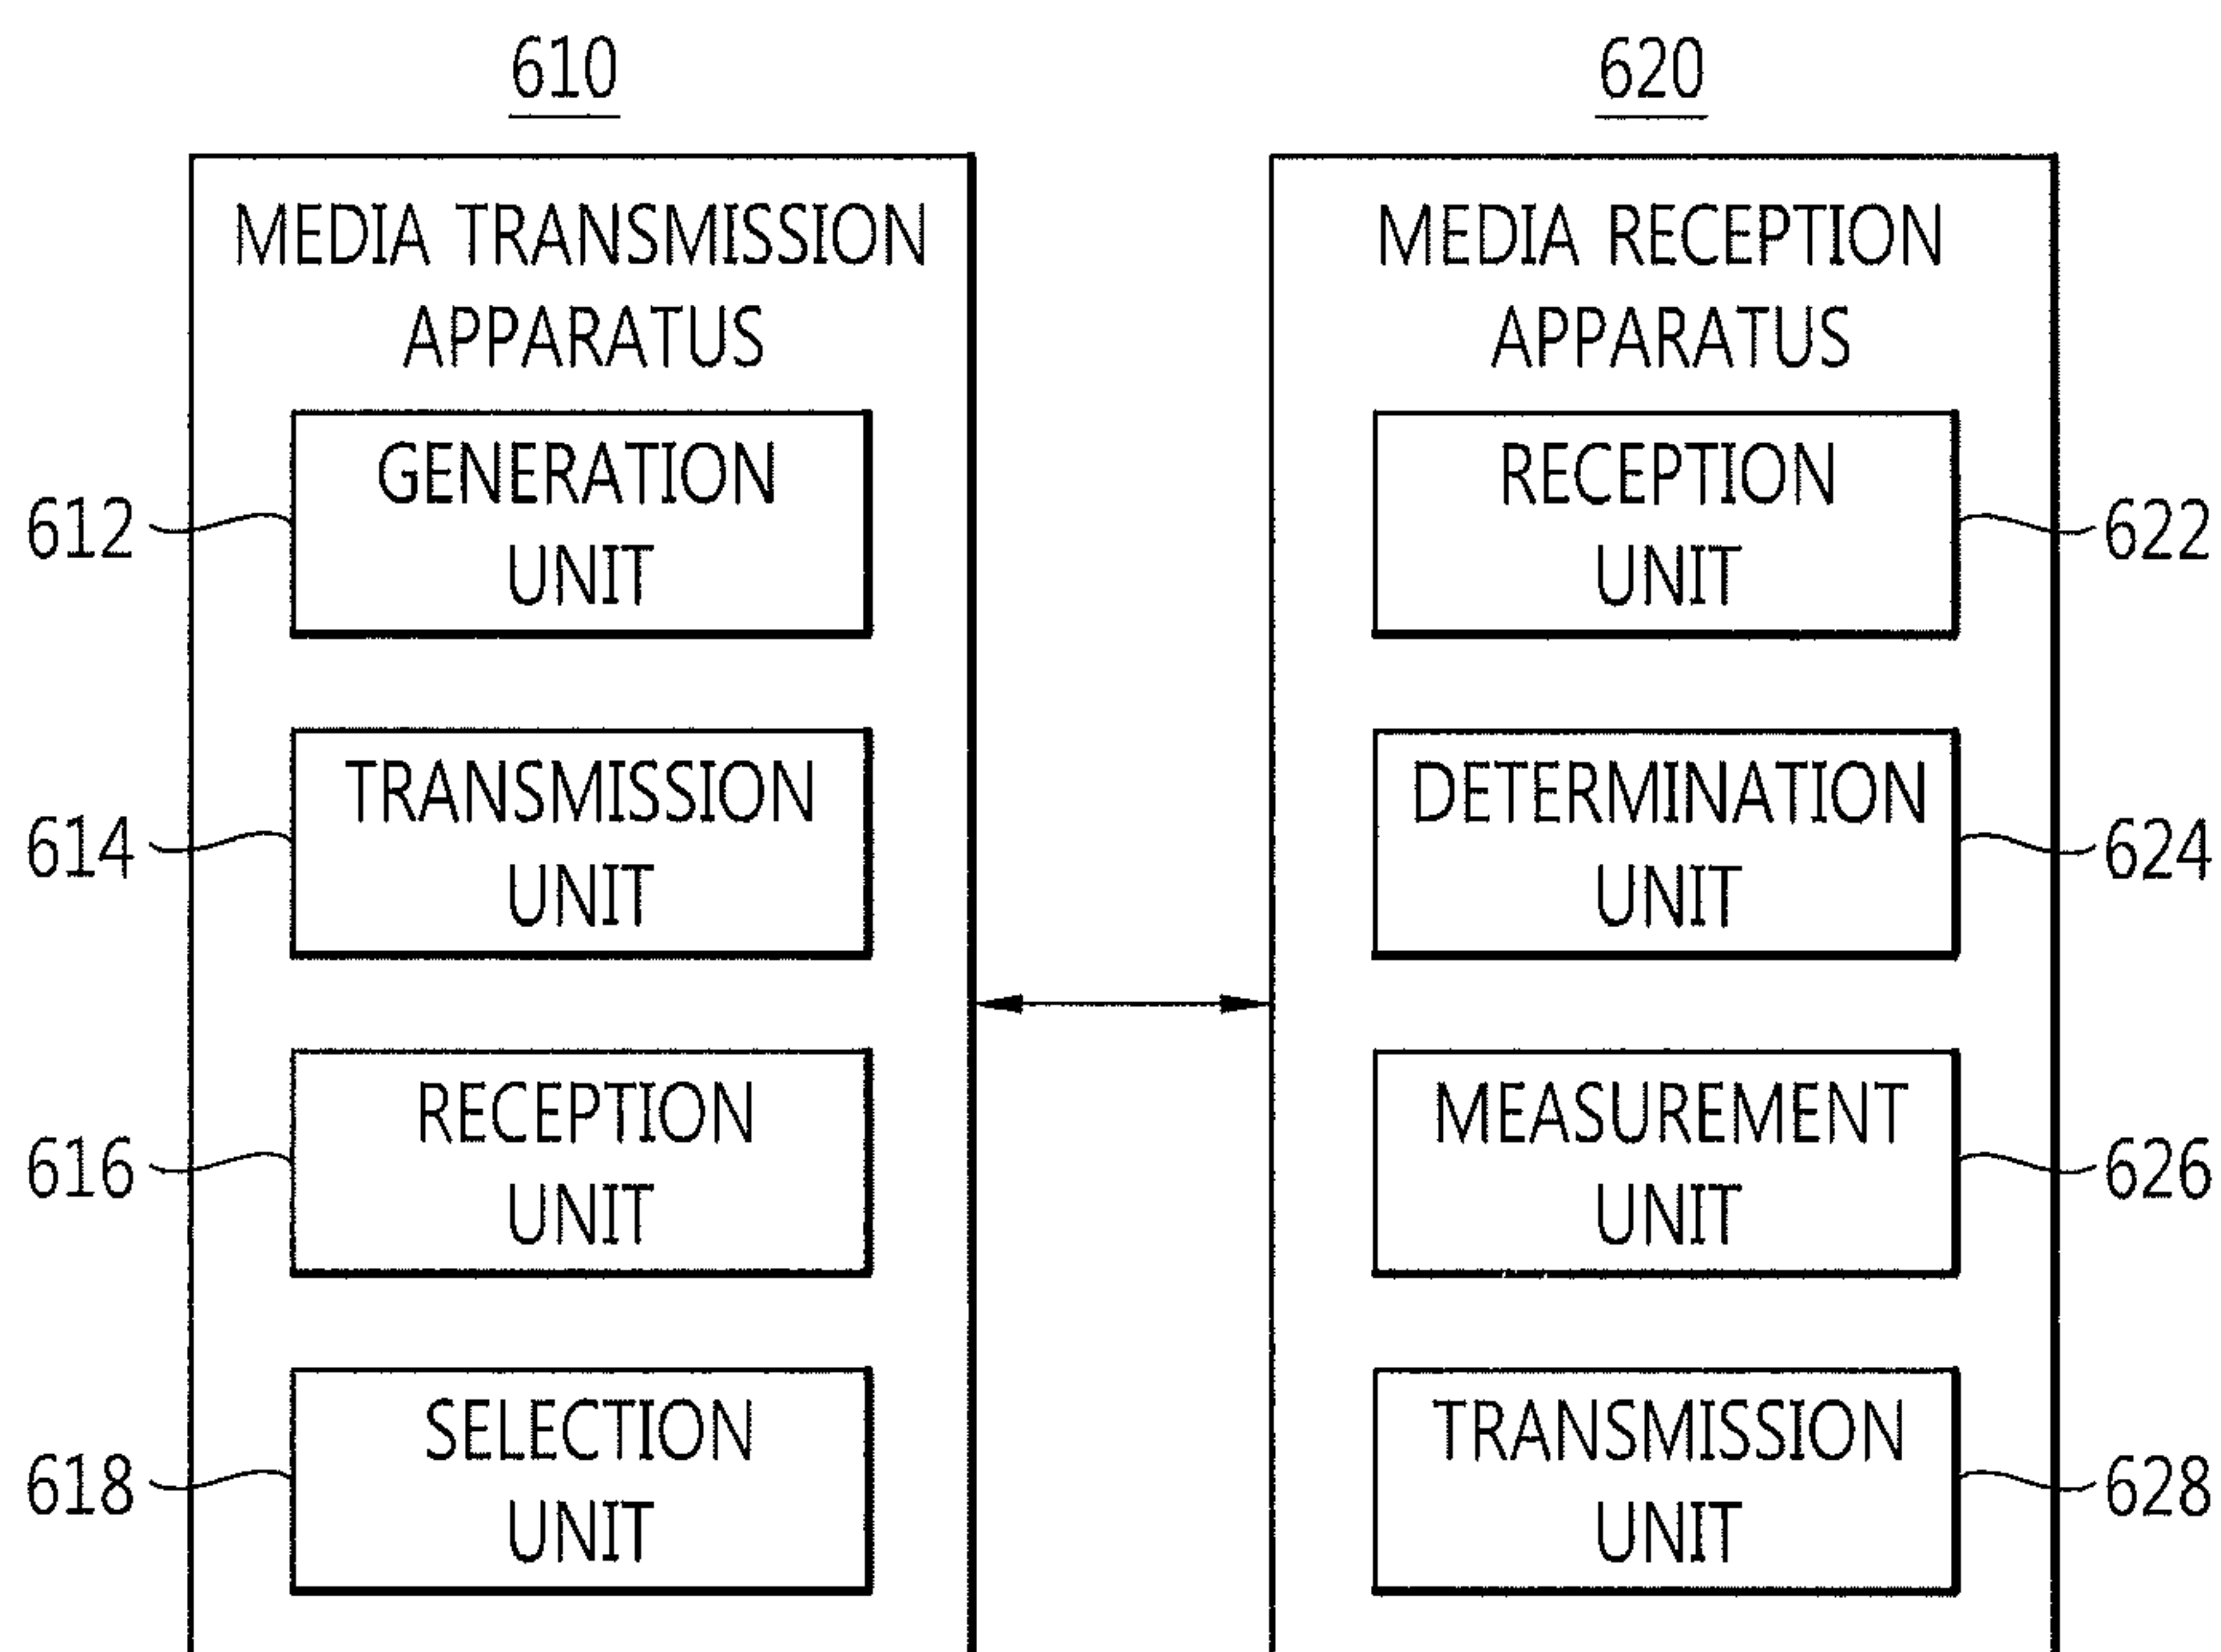 610
MEDIA TRANSMISSION
APPARATUS
612
GENERATION
UNIT
614
TRANSMISSION
UNIT
616
RECEPTION
UNIT
618
SELECTION
UNIT
620
MEDIA RECEPTION
APPARATUS
RECEPTION
UNIT
622
DETERMINATION
UNIT
624
MEASUREMENT
UNIT
626
TRANSMISSION
UNIT
628